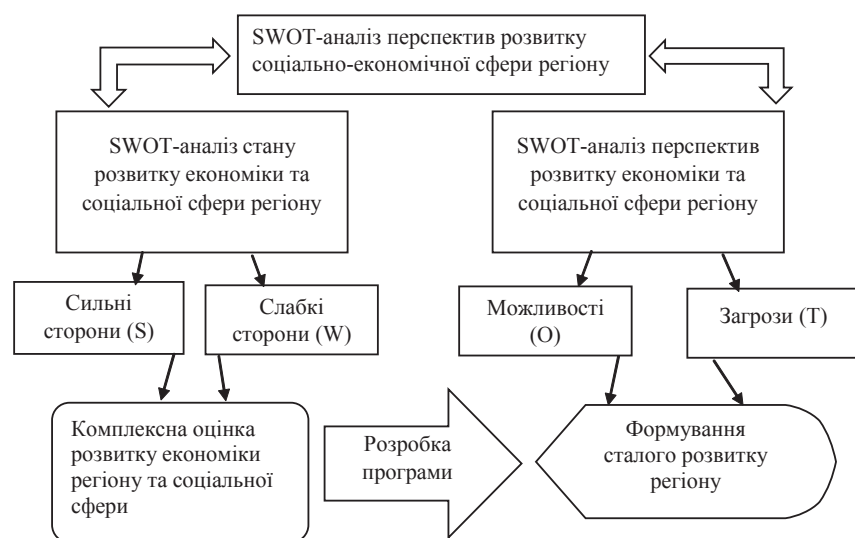 SWOT-аналіз перспектив розвитку
соціально-економічної сфери регіону
SWOT-аналіз стану
розвитку економіки та
соціальної сфери регіону
SWOT-аналіз перспектив
розвитку економіки та
соціальної сфери регіону
Сильні
сторони (S)
Слабкі
сторони (W)
Можливості
(O)
Загрози (T)
Комплексна оцінка
розвитку економіки
регіону та соціальної
сфери
Розробка
програми
Формування
сталого розвитку
регіону